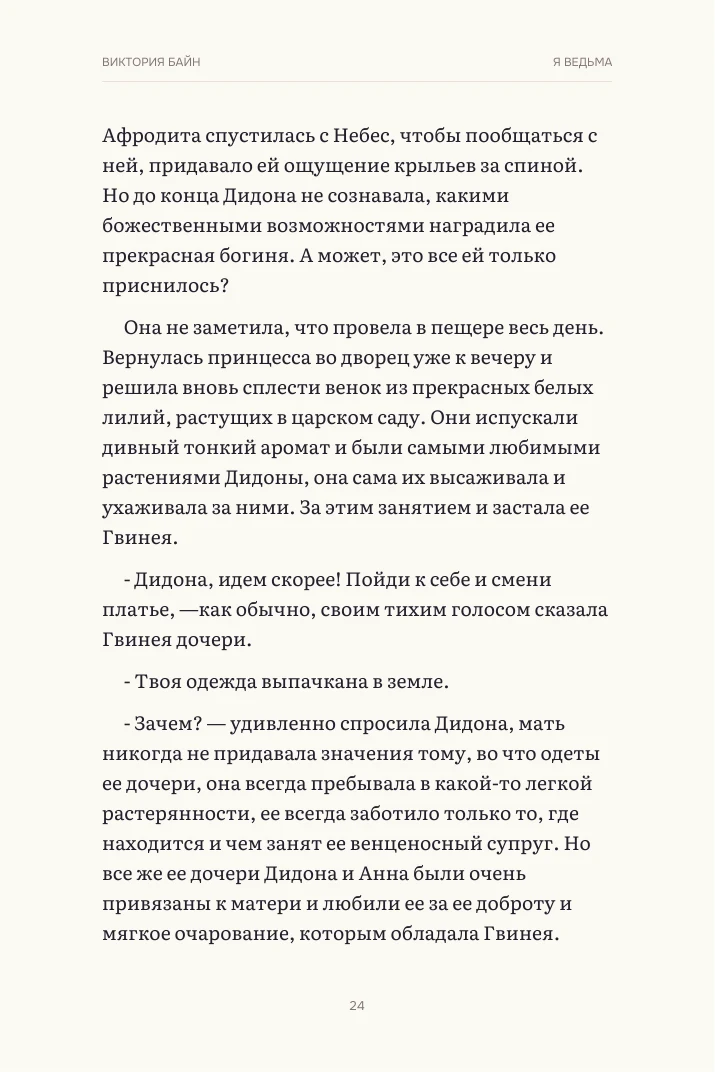 ВИКТОРИЯ БАЙН
Я ВЕДЬМА
Афродита спустилась с Небес, чтобы пообщаться с
ней, придавало ей ощущение крыльев за спиной.
Но до конца Дидона не сознавала, какими
божественными возможностями наградила ее
прекрасная богиня. А может, это все ей только
приснилось?
Она не заметила, что провела в пещере весь день.
Вернулась принцесса во дворец уже к вечеру и
решила вновь сплести венок из прекрасных белых
лилий, растущих в царском саду. Они испускали
дивный тонкий аромат и были самыми любимыми
растениями Дидоны, она сама их высаживала и
ухаживала за ними. За этим занятием и застала ее
Гвинея.
- Дидона, идем скорее! Пойди к себе и смени
платье, —как обычно, своим тихим голосом сказала
Гвинея дочери.
- Твоя одежда выпачкана в земле.
- Зачем? — удивленно спросила Дидона, мать
никогда не придавала значения тому, во что одеты
ее дочери, она всегда пребывала в какой-то легкой
растерянности, ее всегда заботило только то, где
находится и чем занят ее венценосный супруг. Но
все же ее дочери Дидона и Анна были очень
привязаны к матери и любили ее за ее доброту и
мягкое очарование, которым обладала Гвинея.
24